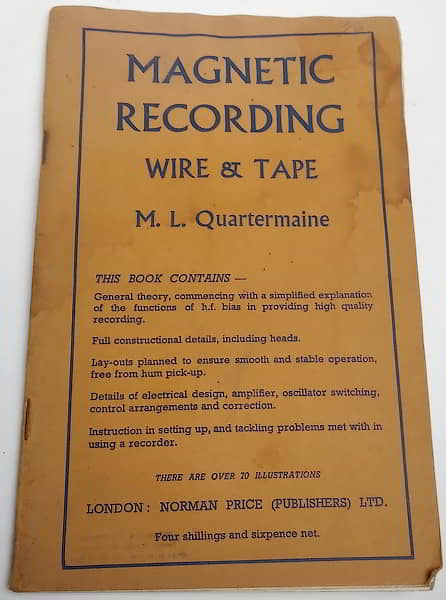 MAGNETIC
RECORDING
WIRE & TAPE
M. L. Quartermaine
THIS BOOK CONTAINS —
General theory, commencing with a simplified explanation
of the functions of h.f. bias in providing high quality
recording.
Full constructional details, including heads.
Lay-outs planned to ensure smooth and stable operation,
free from hum pick-up.
Details of electrical design, amplifier, oscillator switching,
control arrangements and correction.
Instruction in setting up, and tackling problems met with in
using a recorder.
THERE ARE OVER 70 ILLUSTRATIONS
LONDON: NORMAN PRICE (PUBLISHERS) LTD.
Four shillings and sixpence net.